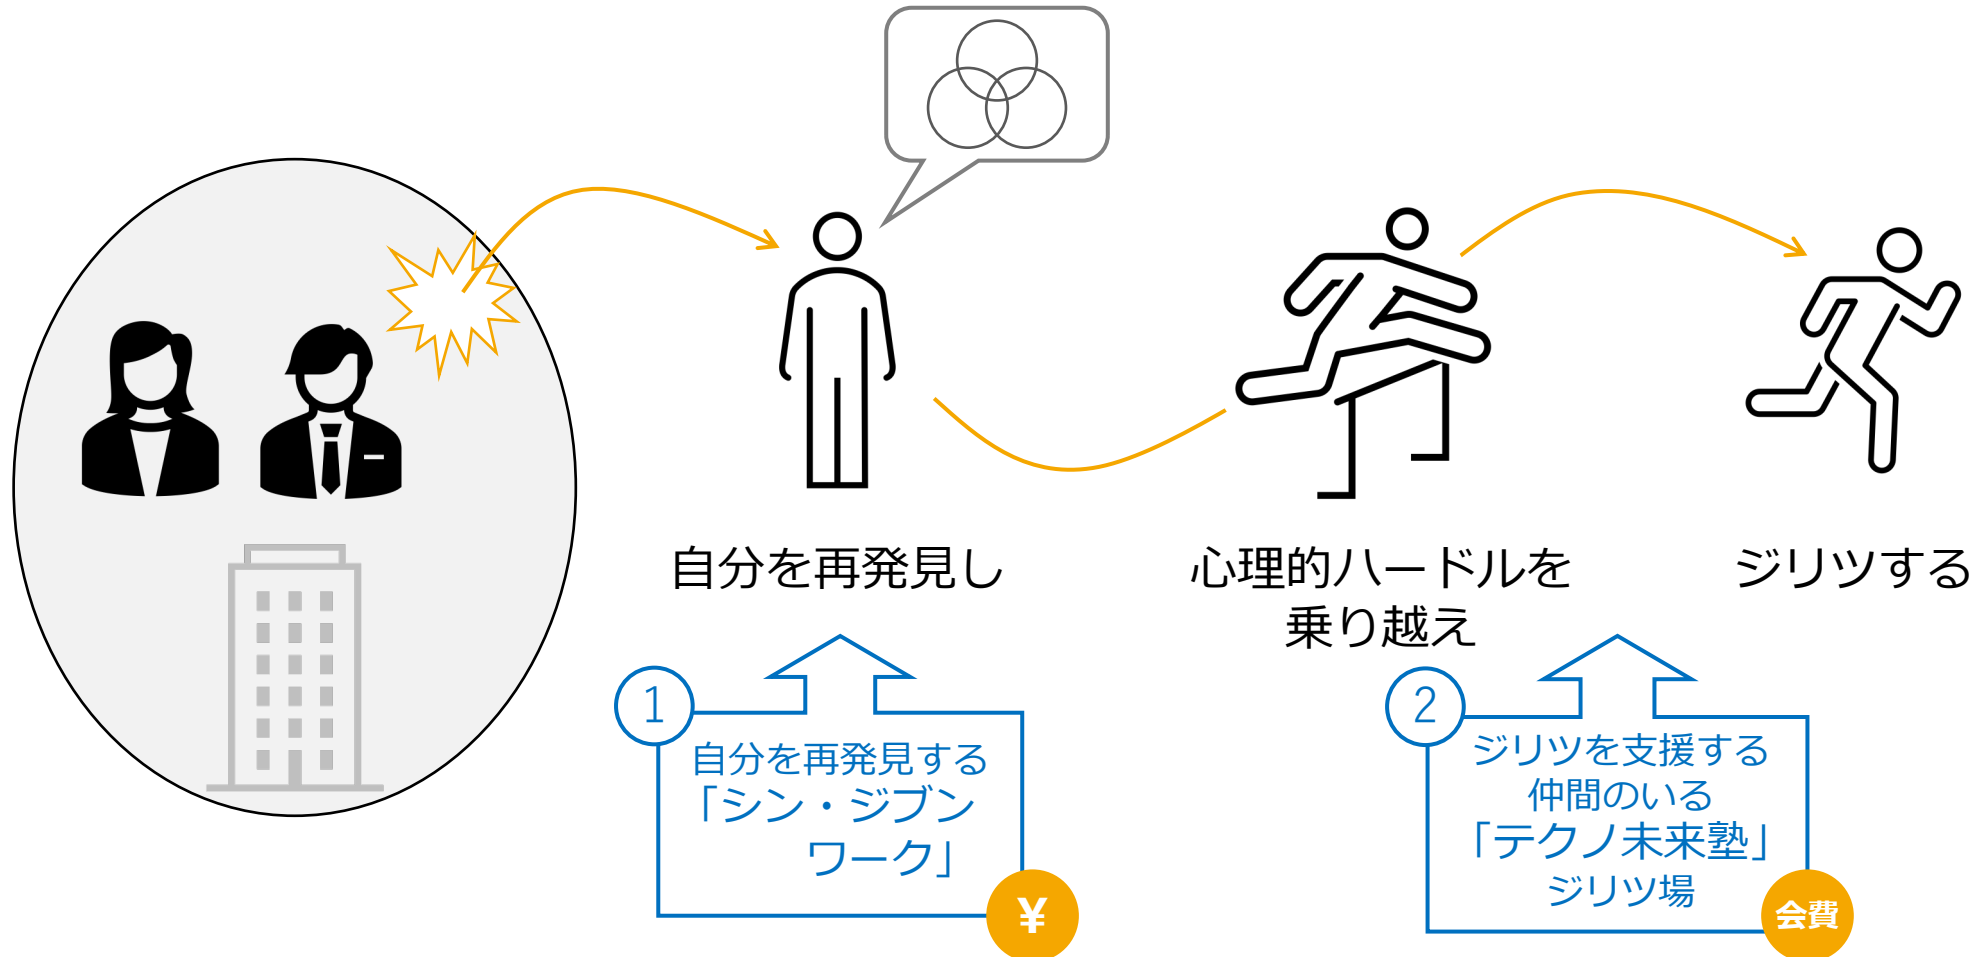 自分を再発見し
心理的ハードルを
乗り越え
ジリツする
1
自分を再発見する
「シン・ジブン
ワーク」
¥
2
ジリツを支援する
仲間のいる
「テクノ未来塾」
ジリツ場
会費